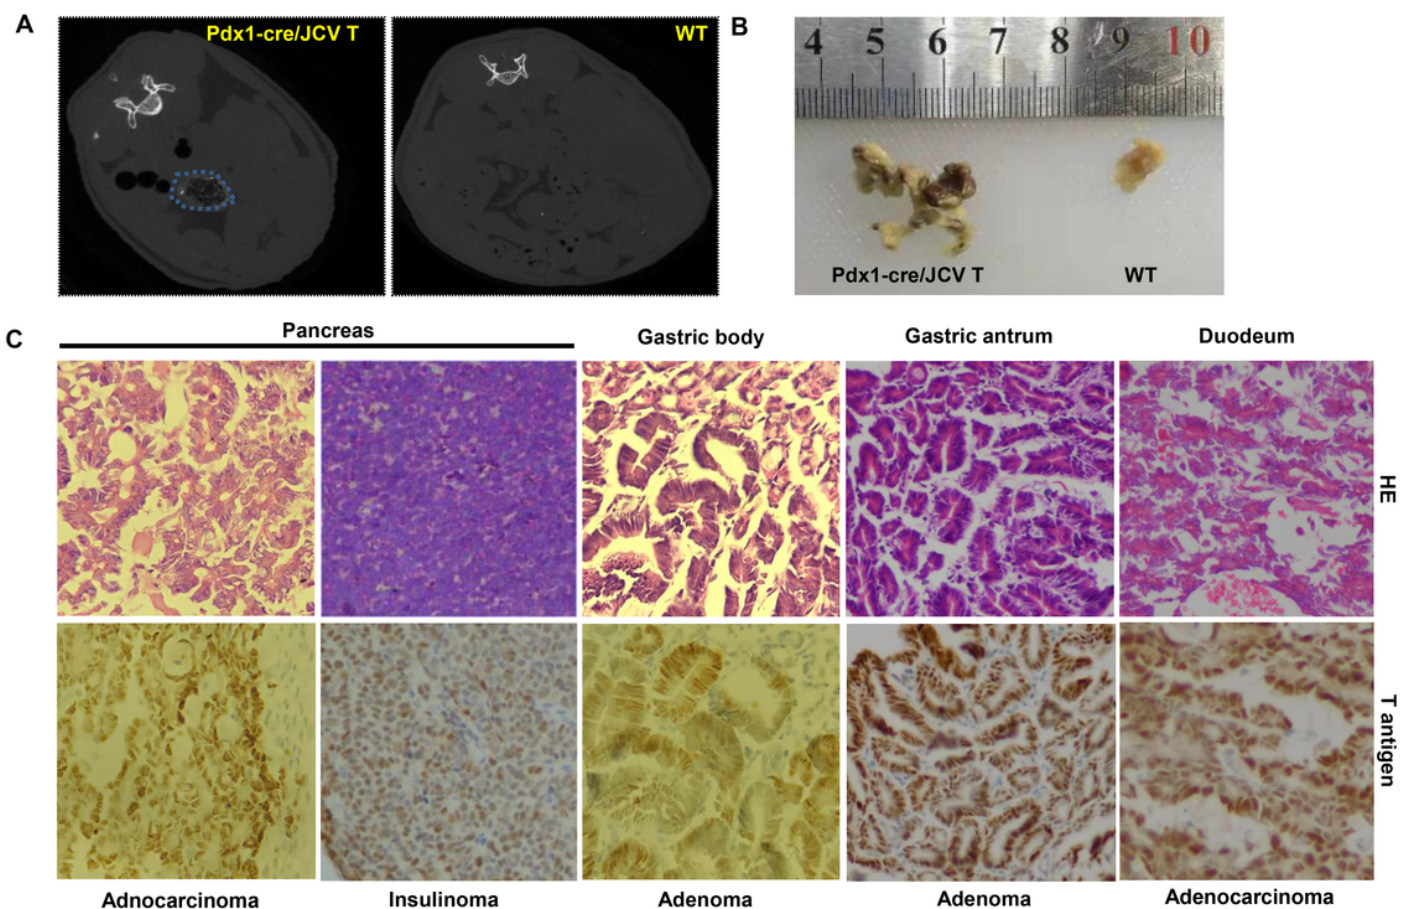 A
Pdx1-cre/JCV T
WT
B
4 5 6 7 8 9 10
Pdx1-cre/JCV T
WT
C
Pancreas
Gastric body
Gastric antrum
Duodeum
HE
T antigen
Adnocarcinoma
Insulinoma
Adenoma
Adenoma
Adenocarcinoma